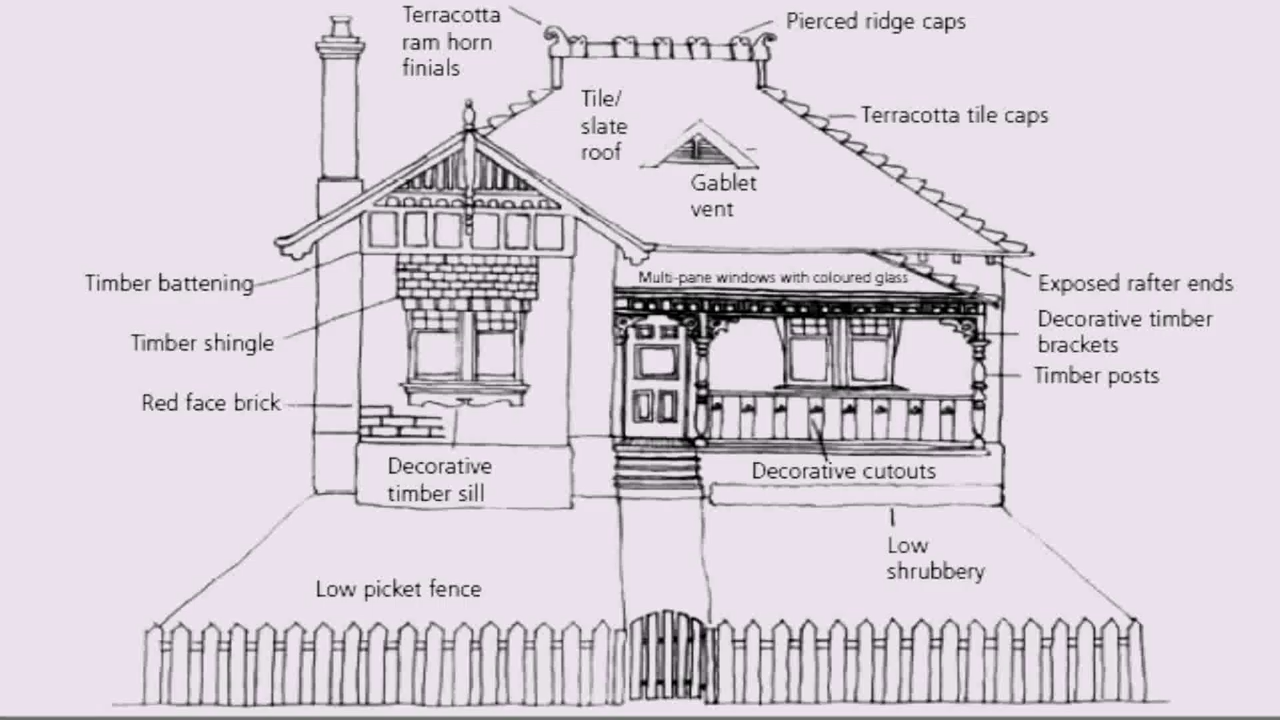 Terracotta
ram horn
finials
Pierced ridge caps
Tile/
slate
roof
Terracotta tile caps
Gablet
vent
Timber battening
Multi-pane windows with coloured glass
Exposed rafter ends
Timber shingle
Decorative timber
brackets
Timber posts
Red face brick
Decorative
timber sill
Decorative cutouts
Low
shrubbery
Low picket fence